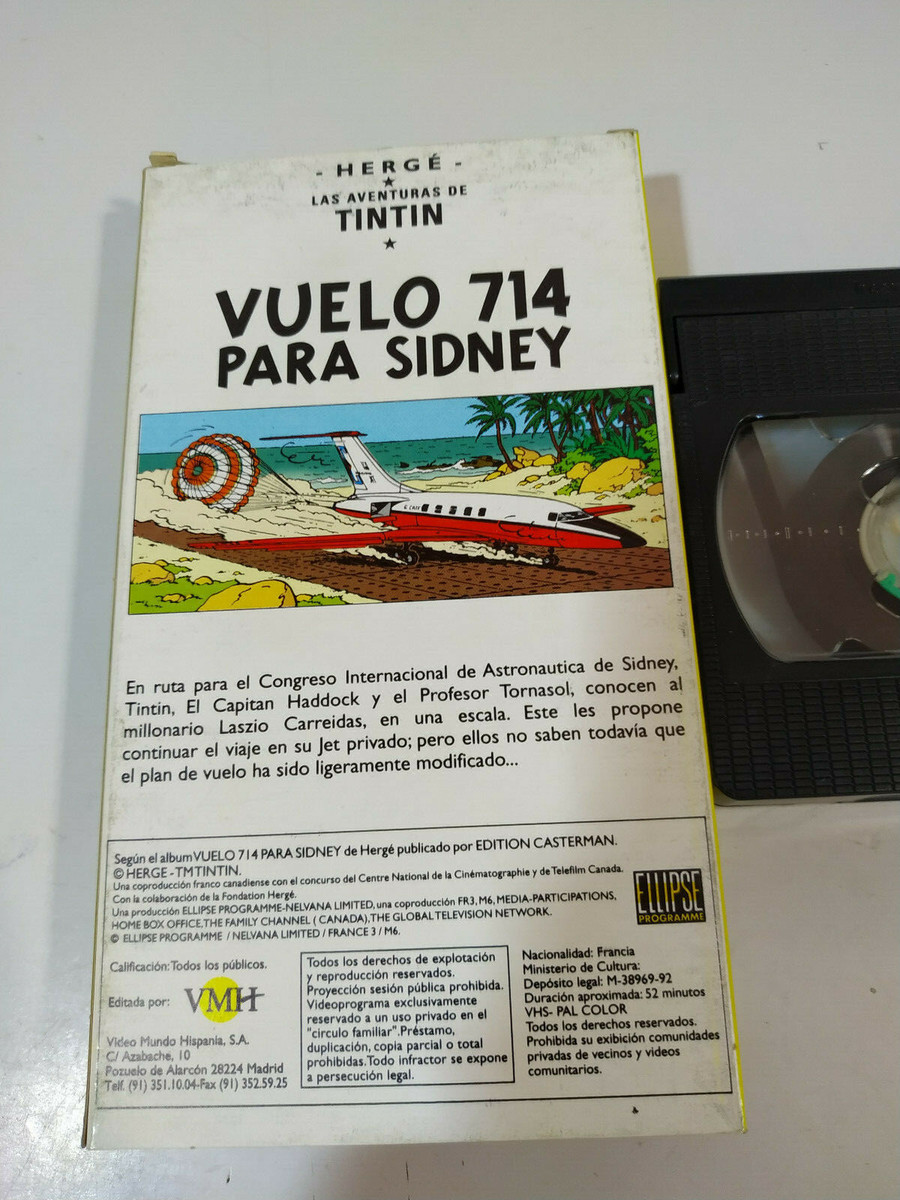 - HERGÉ -
LAS AVENTURAS DE
TINTIN
VUELO 714
PARA SIDNEY
En ruta para el Congreso Internacional de Astronautica de Sidney,
Tintin, El Capitan Haddock y el Profesor Tornasol, conocen al
millonario Laszio Carreidas, en una escala. Este les propone
continuar el viaje en su Jet privado; pero ellos no saben todavía que
el plan de vuelo ha sido ligeramente modificado...
Según el album VUELO 714 PARA SIDNEY de Hergé publicado por EDITION CASTERMAN.
© HERGE - TMTINTIN.
Una coproducción franco canadiense con el concurso del Centre National de la Cinématographie y de Telefilm Canada.
Con la colaboración de la Fondation Hergé.
Una producción ELLIPSE PROGRAMME-NELVANA LIMITED, una coproducción FR3, M6, MEDIA-PARTICIPATIONS,
HOME BOX OFFICE, THE FAMILY CHANNEL ( CANADA), THE GLOBAL TELEVISION NETWORK.
© ELLIPSE PROGRAMME / NELVANA LIMITED / FRANCE 3 / M6.
ELLIPSE
PROGRAMME
Calificación: Todos los públicos.
Editada por: VMH
Video Mundo Hispania, S.A.
C/ Azabache, 10
Pozuelo de Alarcón 28224 Madrid
Telf. (91) 351.10.04-Fax (91) 352.59.25
Todos los derechos de explotación
y reproducción reservados.
Proyección sesión pública prohibida.
Videoprograma exclusivamente
reservado a un uso privado en el
"circulo familiar". Préstamo,
duplicación, copia parcial o total
prohibidas. Todo infractor se expone
a persecución legal.
Nacionalidad: Francia
Ministerio de Cultura:
Depósito legal: M-38969-92
Duración aproximada: 52 minutos
VHS- PAL COLOR
Todos los derechos reservados.
Prohibida su exibición comunidades
privadas de vecinos y videos
comunitarios.